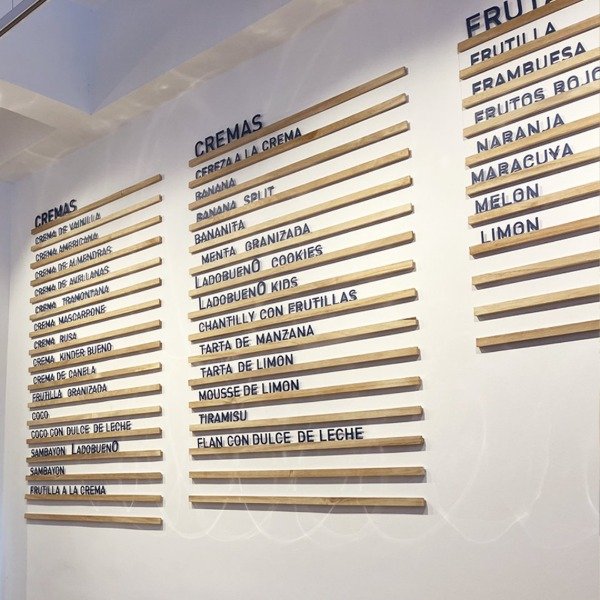 CREMAS
CREMA DE VAINILLA
CREMA AMERICANA
CREMA DE ALMENDRAS
CREMA DE AVELLANAS
CREMA TRAMONTANA
CREMA MASCARPONE
CREMA RUSA
CREMA KINDER BUENO
CREMA DE CANELA
FRUTILLA GRANIZADA
COCO
COCO CON DULCE DE LECHE
SAMBAYON LADOBUENO
SAMBAYON
FRUTILLA A LA CREMA
CREMAS
CEREZA A LA CREMA
BANANA
BANANA SPLIT
BANANITA
MENTA GRANIZADA
LADOBUENO COOKIES
LADOBUENO KIDS
CHANTILLY CON FRUTILLAS
TARTA DE MANZANA
TARTA DE LIMON
MOUSSE DE LIMON
TIRAMISU
FLAN CON DULCE DE LECHE
FRUTILLA
FRAMBUESA
FRUTOS ROJO
NARANJA
MARACUYA
MELON
LIMON